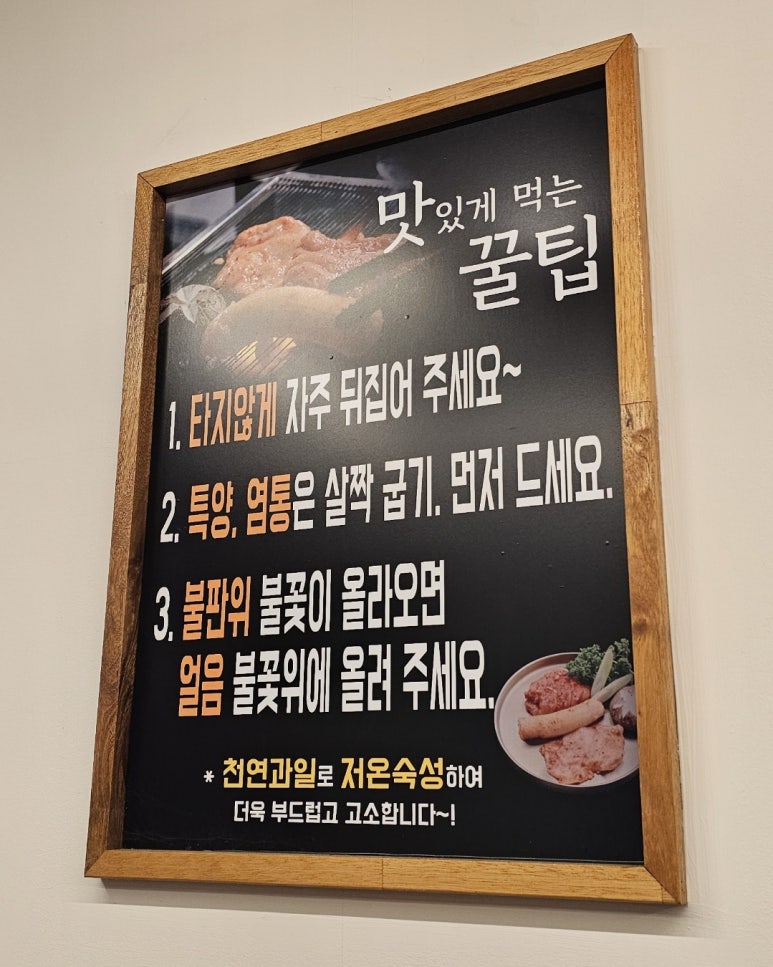 맛있게 먹는
꿀팁
1. 타지않게 자주 뒤집어 주세요~
2. 특양, 염통은 살짝 굽기. 먼저 드세요.
3. 불판위 불꽃이 올라오면
얼음 불꽃위에 올려 주세요.
* 천연과일로 저온숙성하여
더욱 부드럽고 고소합니다~!